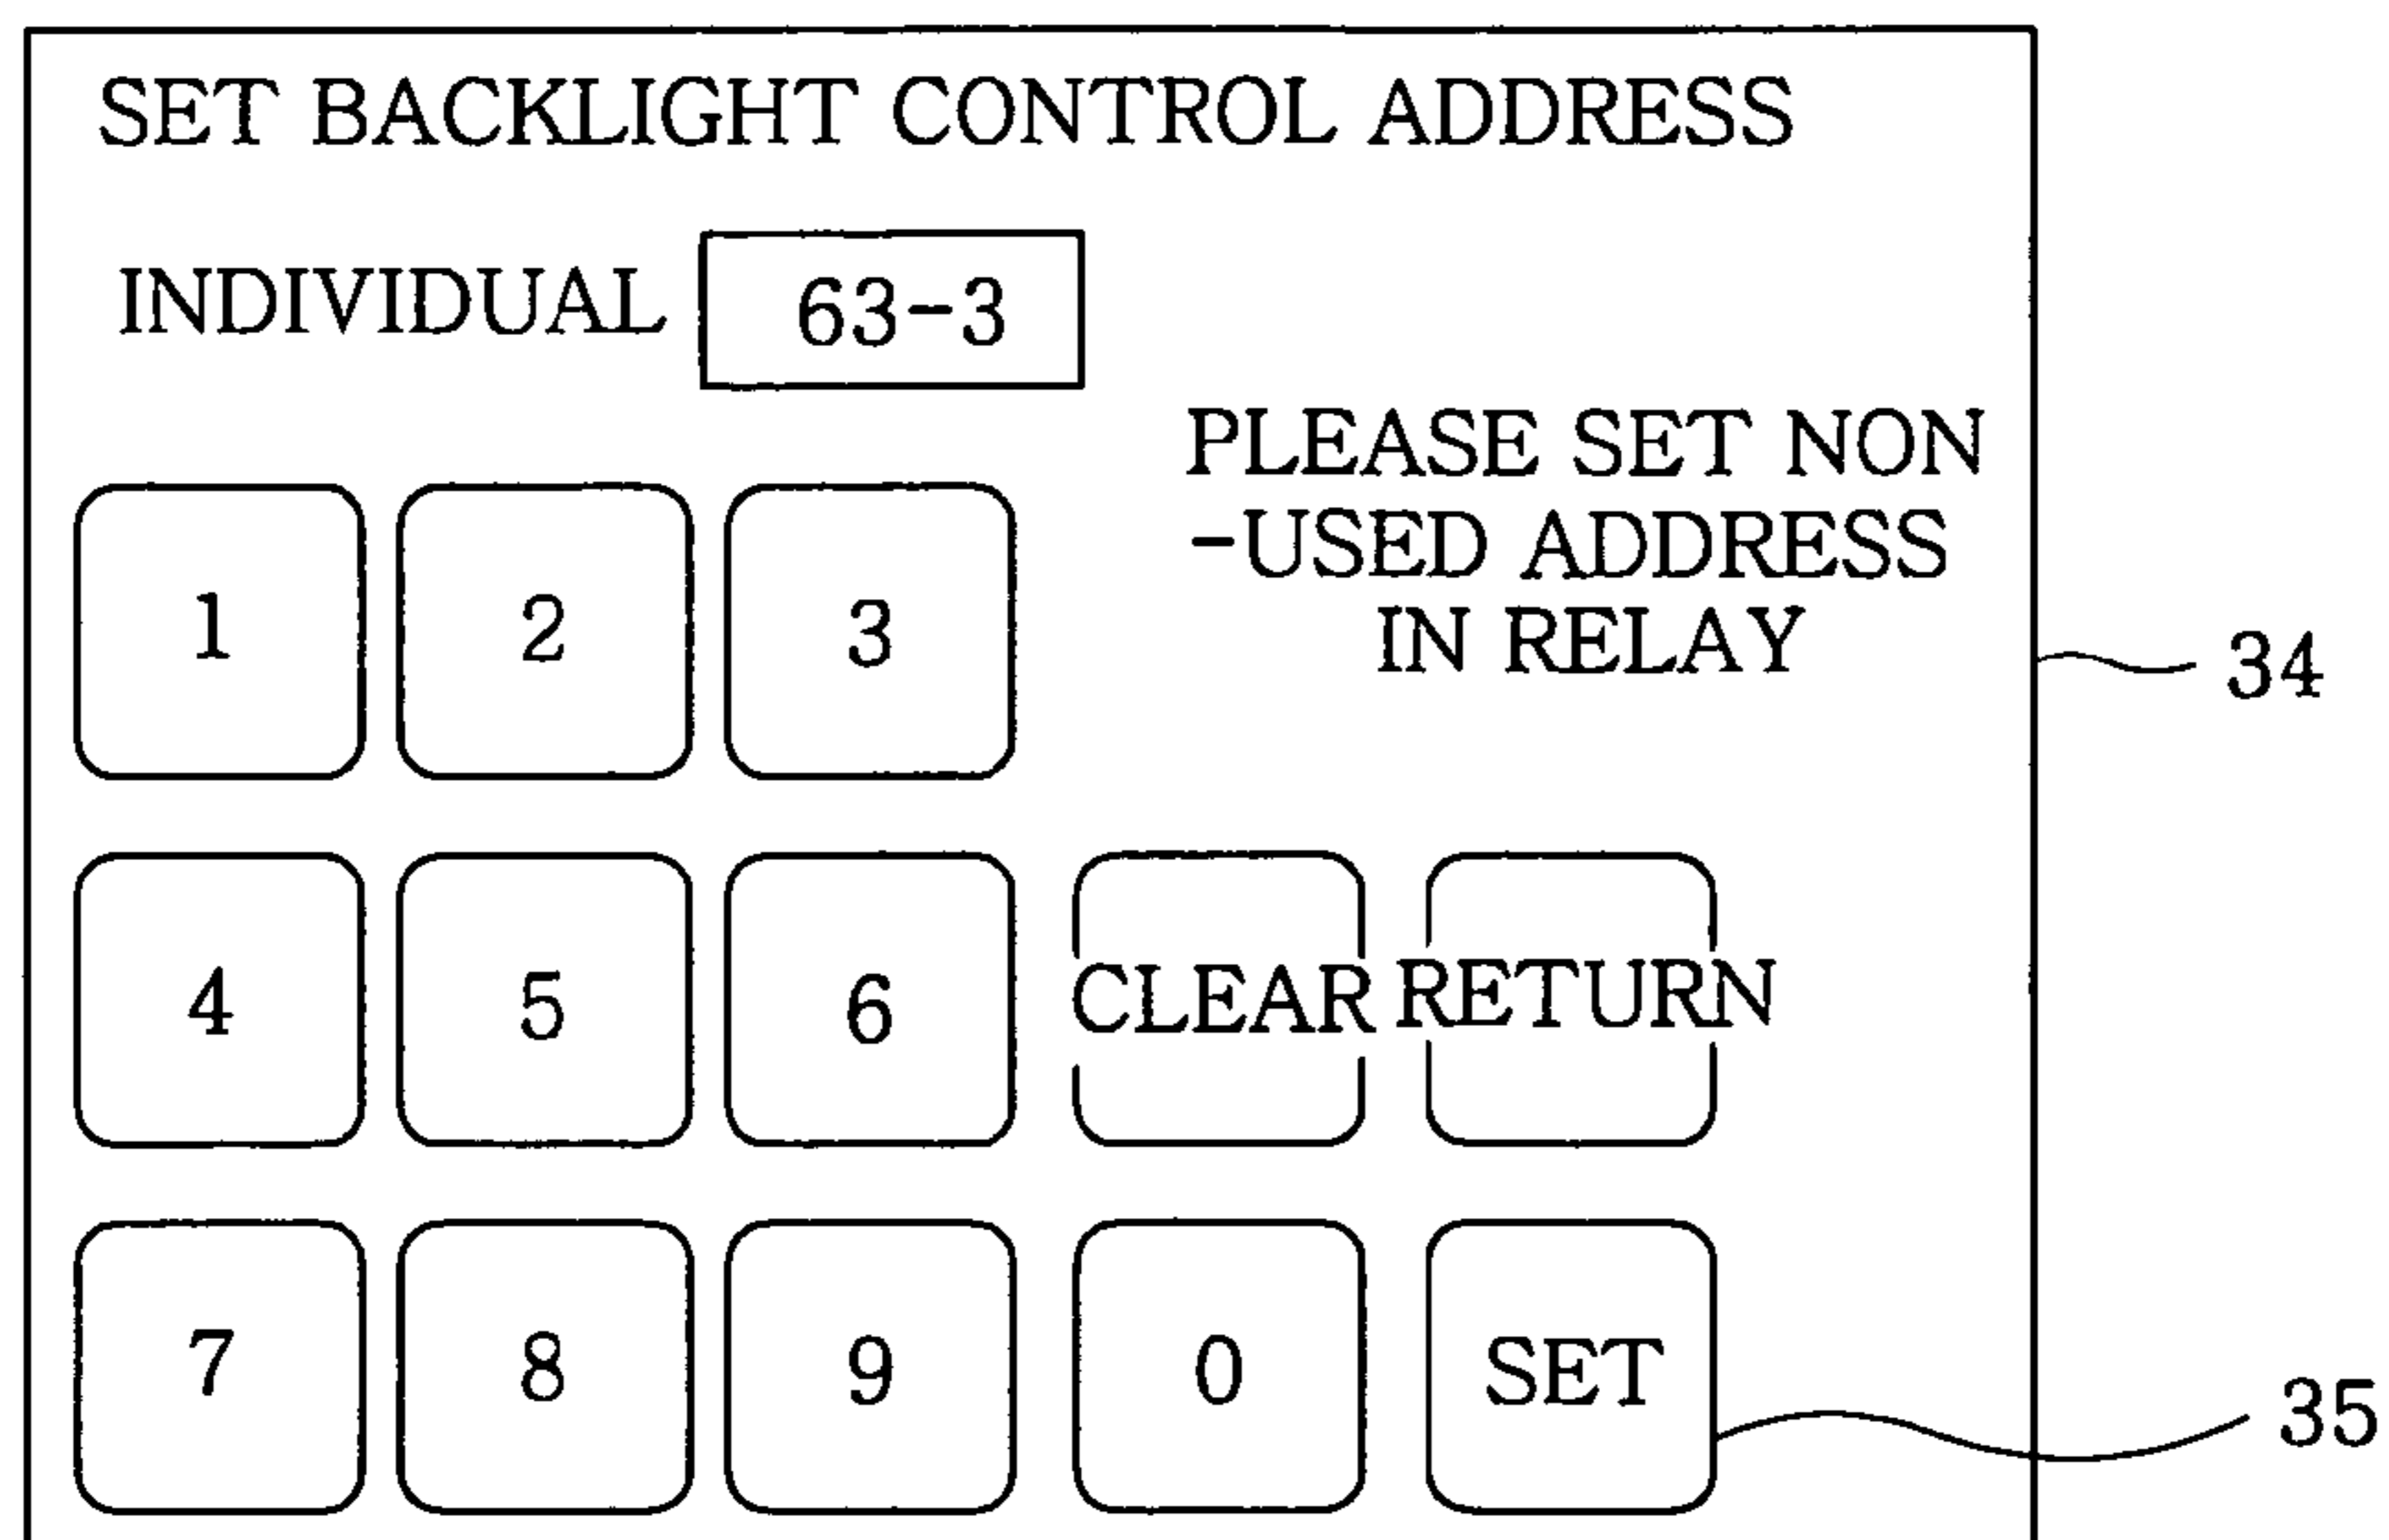 SET BACKLIGHT CONTROL ADDRESS
INDIVIDUAL 63-3
PLEASE SET NON
-USED ADDRESS
IN RELAY
1 2 3
34
4 5 6 CLEAR RETURN
7 8 9 0 SET
35